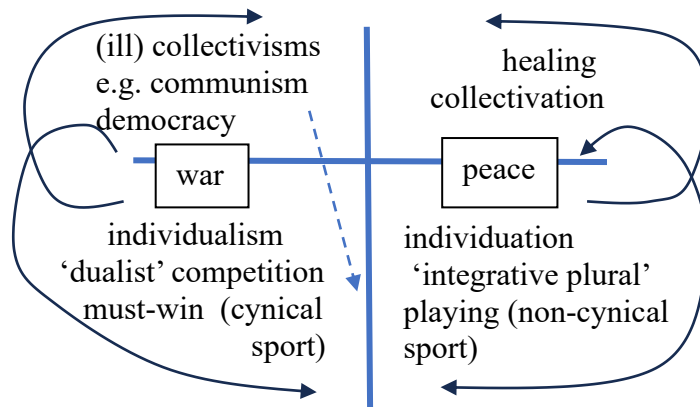 (ill) collectivisms
e.g. communism
democracy
healing
collectivation
war
peace
individualism
‘dualist’ competition
must-win (cynical
sport)
individuation
‘integrative plural’
playing (non-cynical
sport)